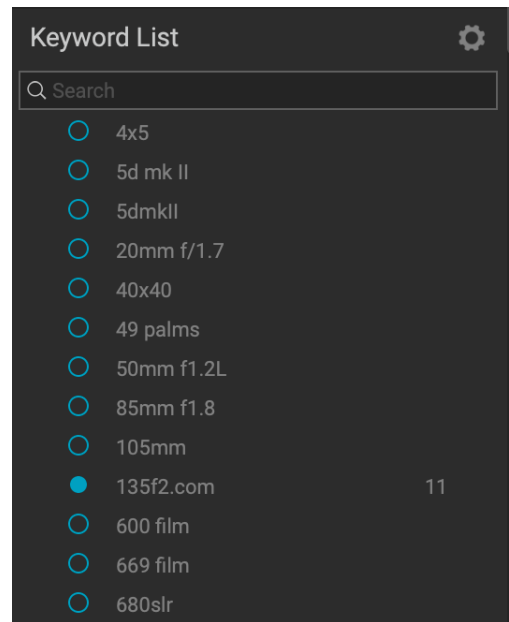 Keyword List
Search
4x5
5d mk II
5dmkII
20mm f/1.7
40x40
49 palms
50mm f1.2L
85mm f1.8
105mm
135f2.com 11
600 film
669 film
680slr